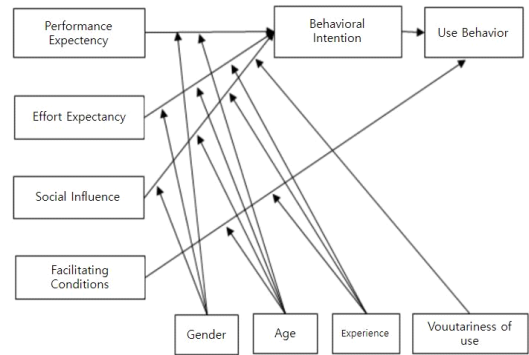 Performance
Expectency
Behavioral
Intention
Use Behavior
Effort Expectancy
Social Influence
Facilitating
Conditions
Gender
Age
Experience
Vouutariness of
use